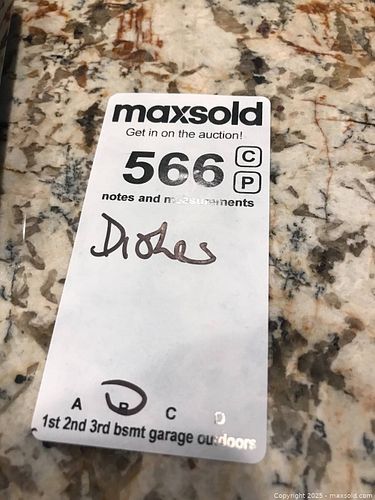 maxsold
Get in on the auction!
566 C
P
notes and measurements
Dishes
A B C D
1st 2nd 3rd bsmt garage outdoors
Copyright 2025 - maxsold.com